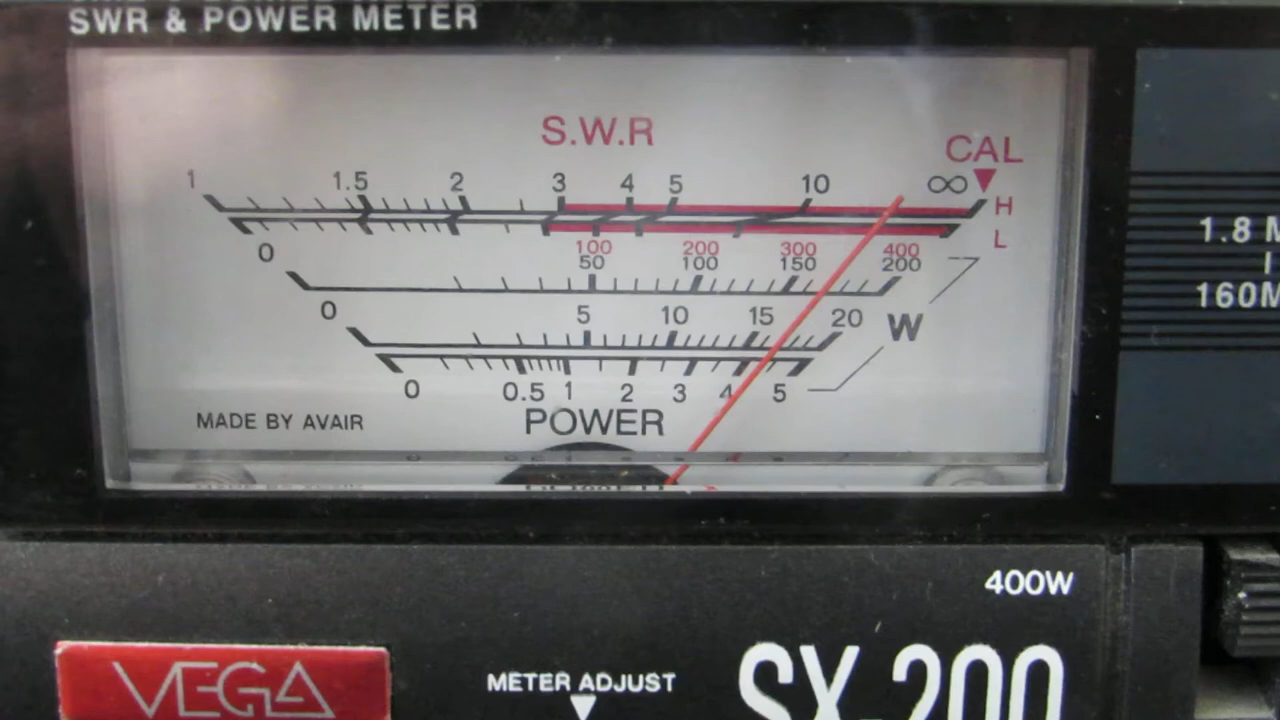 SWR & POWER METER
S.W.R
CAL
1 1.5 2 3 4 5 10 ∞
H
L
0 100 200 300 400
50 100 150 200
0 5 10 15 20
W
0 0.5 1 2 3 4 5
MADE BY AVAIR
POWER
1.8 M
160M
400W
VEGA
METER ADJUST
SX-200